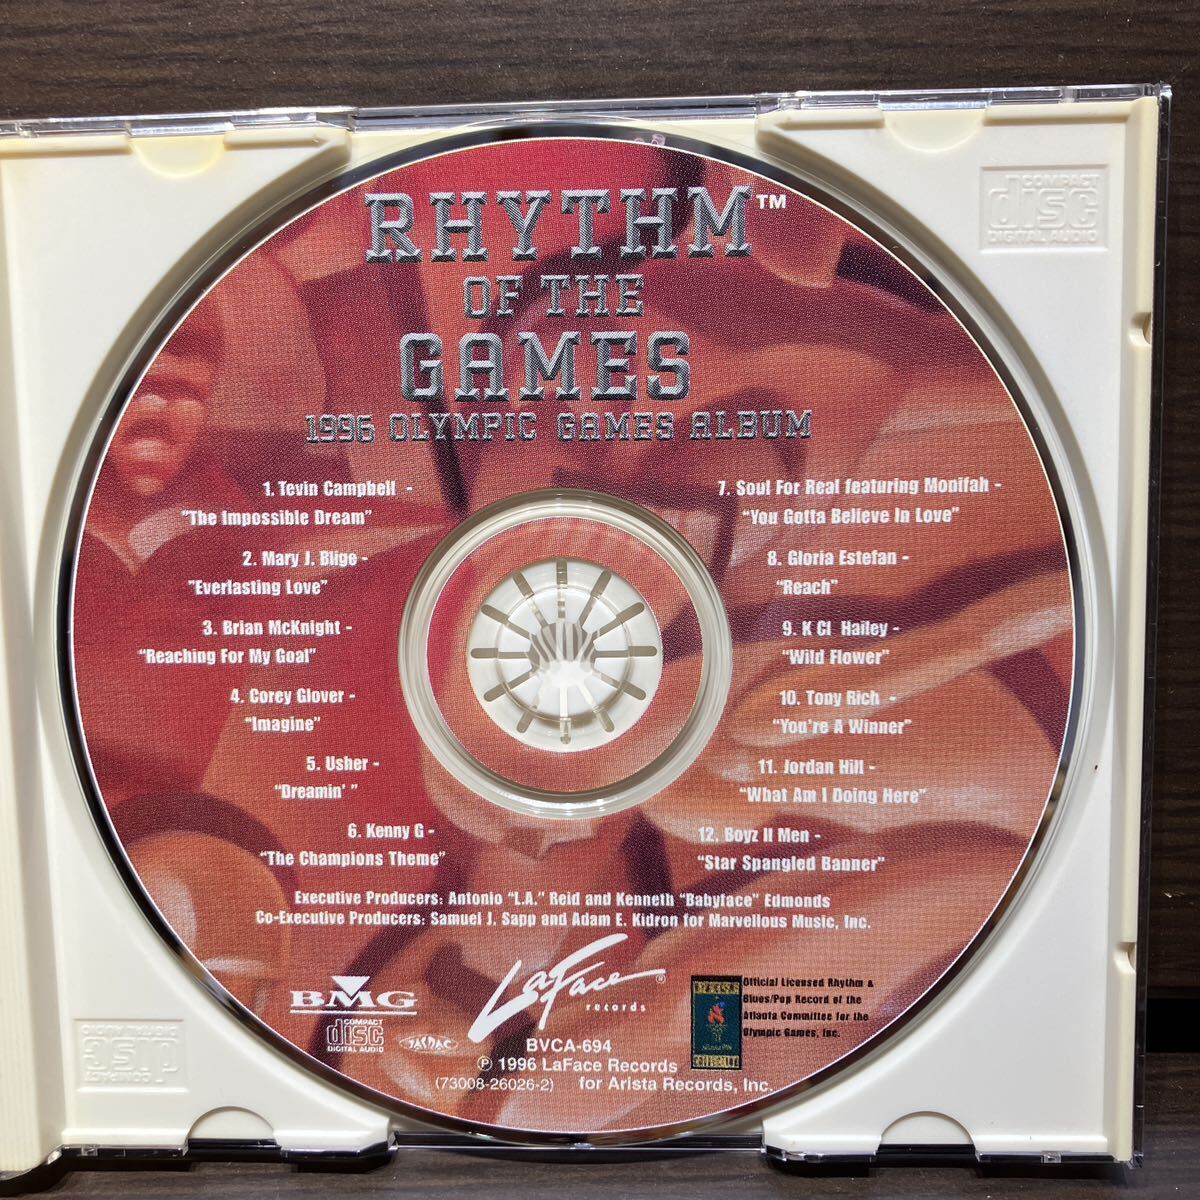 RHYTHM™
OF THE
GAMES
1996 OLYMPIC GAMES ALBUM
1. Tevin Campbell -
"The Impossible Dream"
2. Mary J. Blige -
"Everlasting Love"
3. Brian McKnight -
"Reaching For My Goal"
4. Corey Glover -
"Imagine"
5. Usher -
"Dreamin' "
6. Kenny G -
"The Champions Theme"
7. Soul For Real featuring Monifah -
"You Gotta Believe In Love"
8. Gloria Estefan -
"Reach"
9. K Ci Hailey -
"Wild Flower"
10. Tony Rich -
"You're A Winner"
11. Jordan Hill -
"What Am I Doing Here"
12. Boyz II Men -
"Star Spangled Banner"
Executive Producers: Antonio "L.A." Reid and Kenneth "Babyface" Edmonds
Co-Executive Producers: Samuel J. Sapp and Adam E. Kidron for Marvellous Music, Inc.
BMG
COMPACT
disc
DIGITAL AUDIO
JASRAC
LaFace®
records
BVCA-694
℗ 1996 LaFace Records
(73008-26026-2) for Arista Records, Inc.
Official Licensed Rhythm &
Blues/Pop Record of the
Atlanta Committee for the
Olympic Games, Inc.
COMPACT
disc
DIGITAL AUDIO
COMPACT
disc
DIGITAL AUDIO